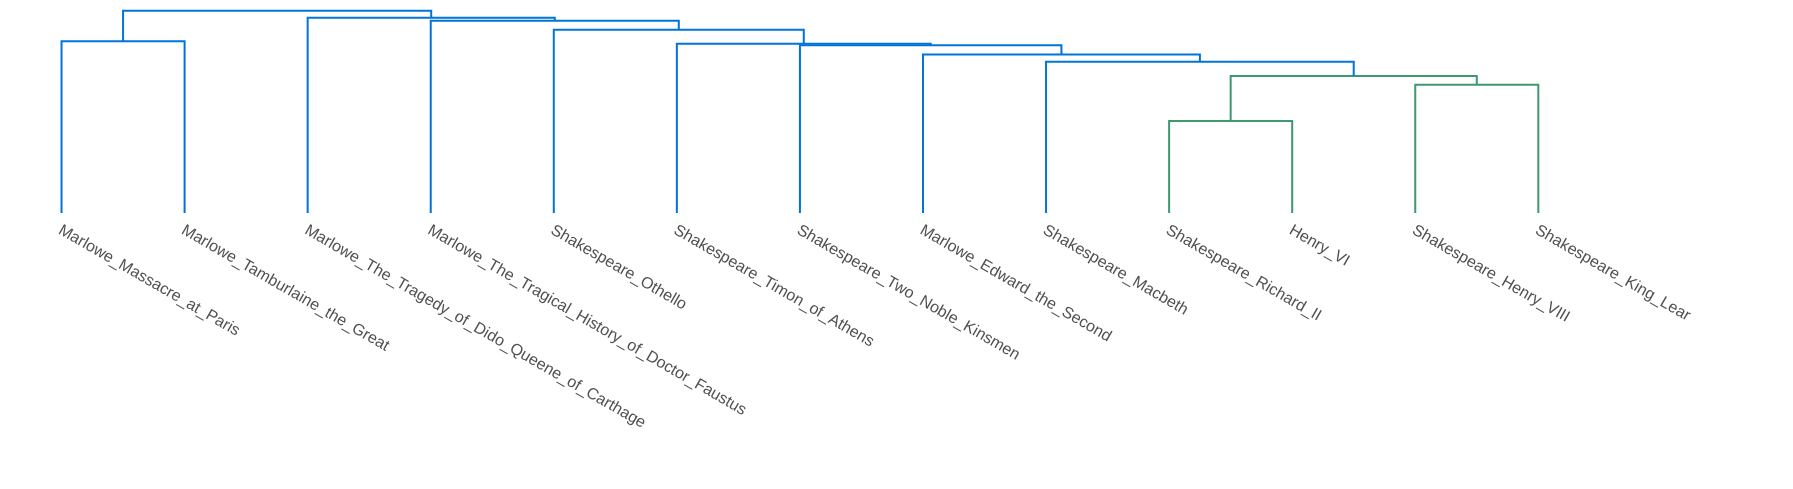 Marlowe_Massacre_at_Paris
Marlowe_Tamburlaine_the_Great
Marlowe_The_Tragedy_of_Dido_Queene_of_Carthage
Marlowe_The_Tragical_History_of_Doctor_Faustus
Shakespeare_Othello
Shakespeare_Timon_of_Athens
Shakespeare_Two_Noble_Kinsmen
Marlowe_Edward_the_Second
Shakespeare_Macbeth
Shakespeare_Richard_II
Henry_VI
Shakespeare_Henry_VIII
Shakespeare_King_Lear